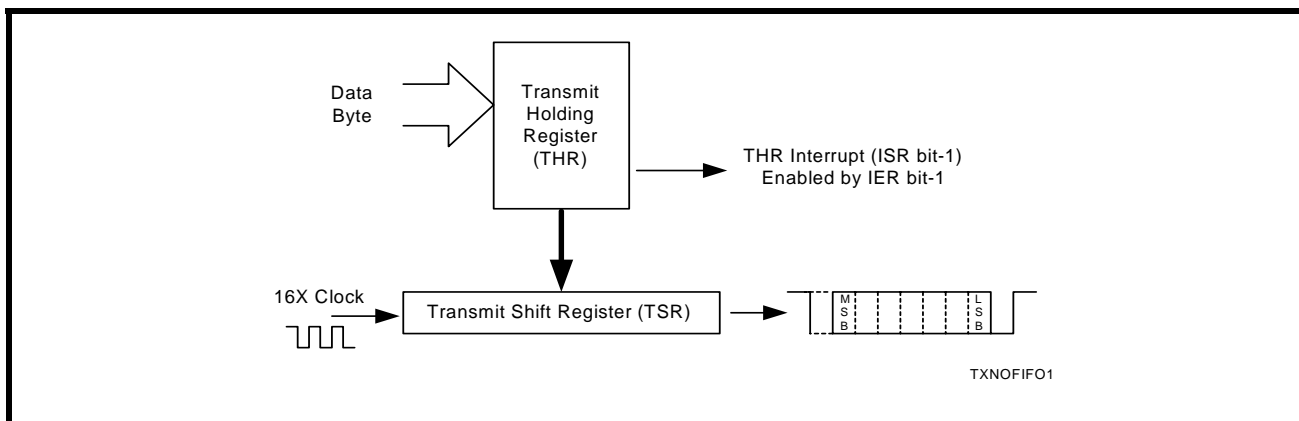 Data
Byte
Transmit
Holding
Register
(THR)
THR Interrupt (ISR bit-1)
Enabled by IER bit-1
16X Clock
Transmit Shift Register (TSR)
M
S
B
L
S
B
TXNOFIFO1